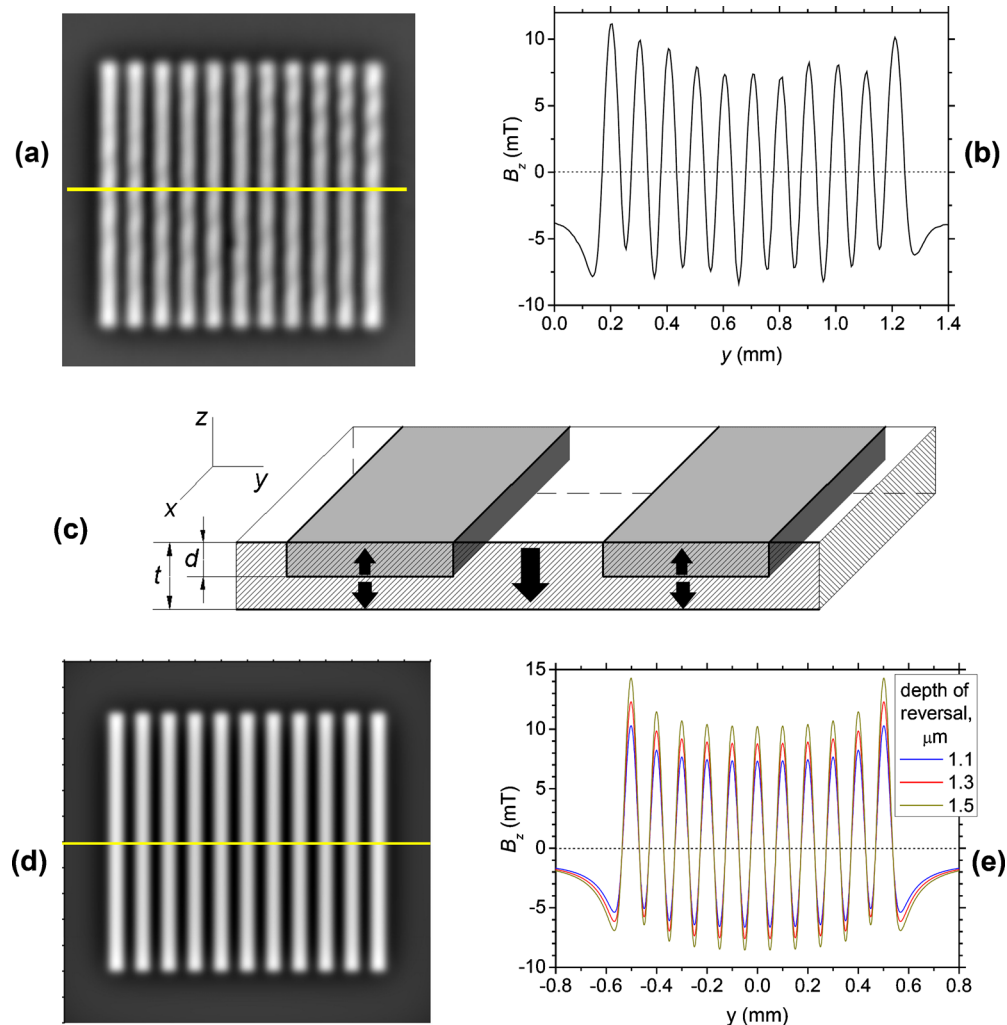 (a)
10
5
0
-5
-10
B_z (mT)
0.0 0.2 0.4 0.6 0.8 1.0 1.2 1.4
y (mm)
(b)
z
y
x
(c)
t
d
(d)
15
10
5
0
-5
-10
B_z (mT)
-0.8 -0.6 -0.4 -0.2 0.0 0.2 0.4 0.6 0.8
y (mm)
depth of
reversal,
μm
1.1
1.3
1.5
(e)